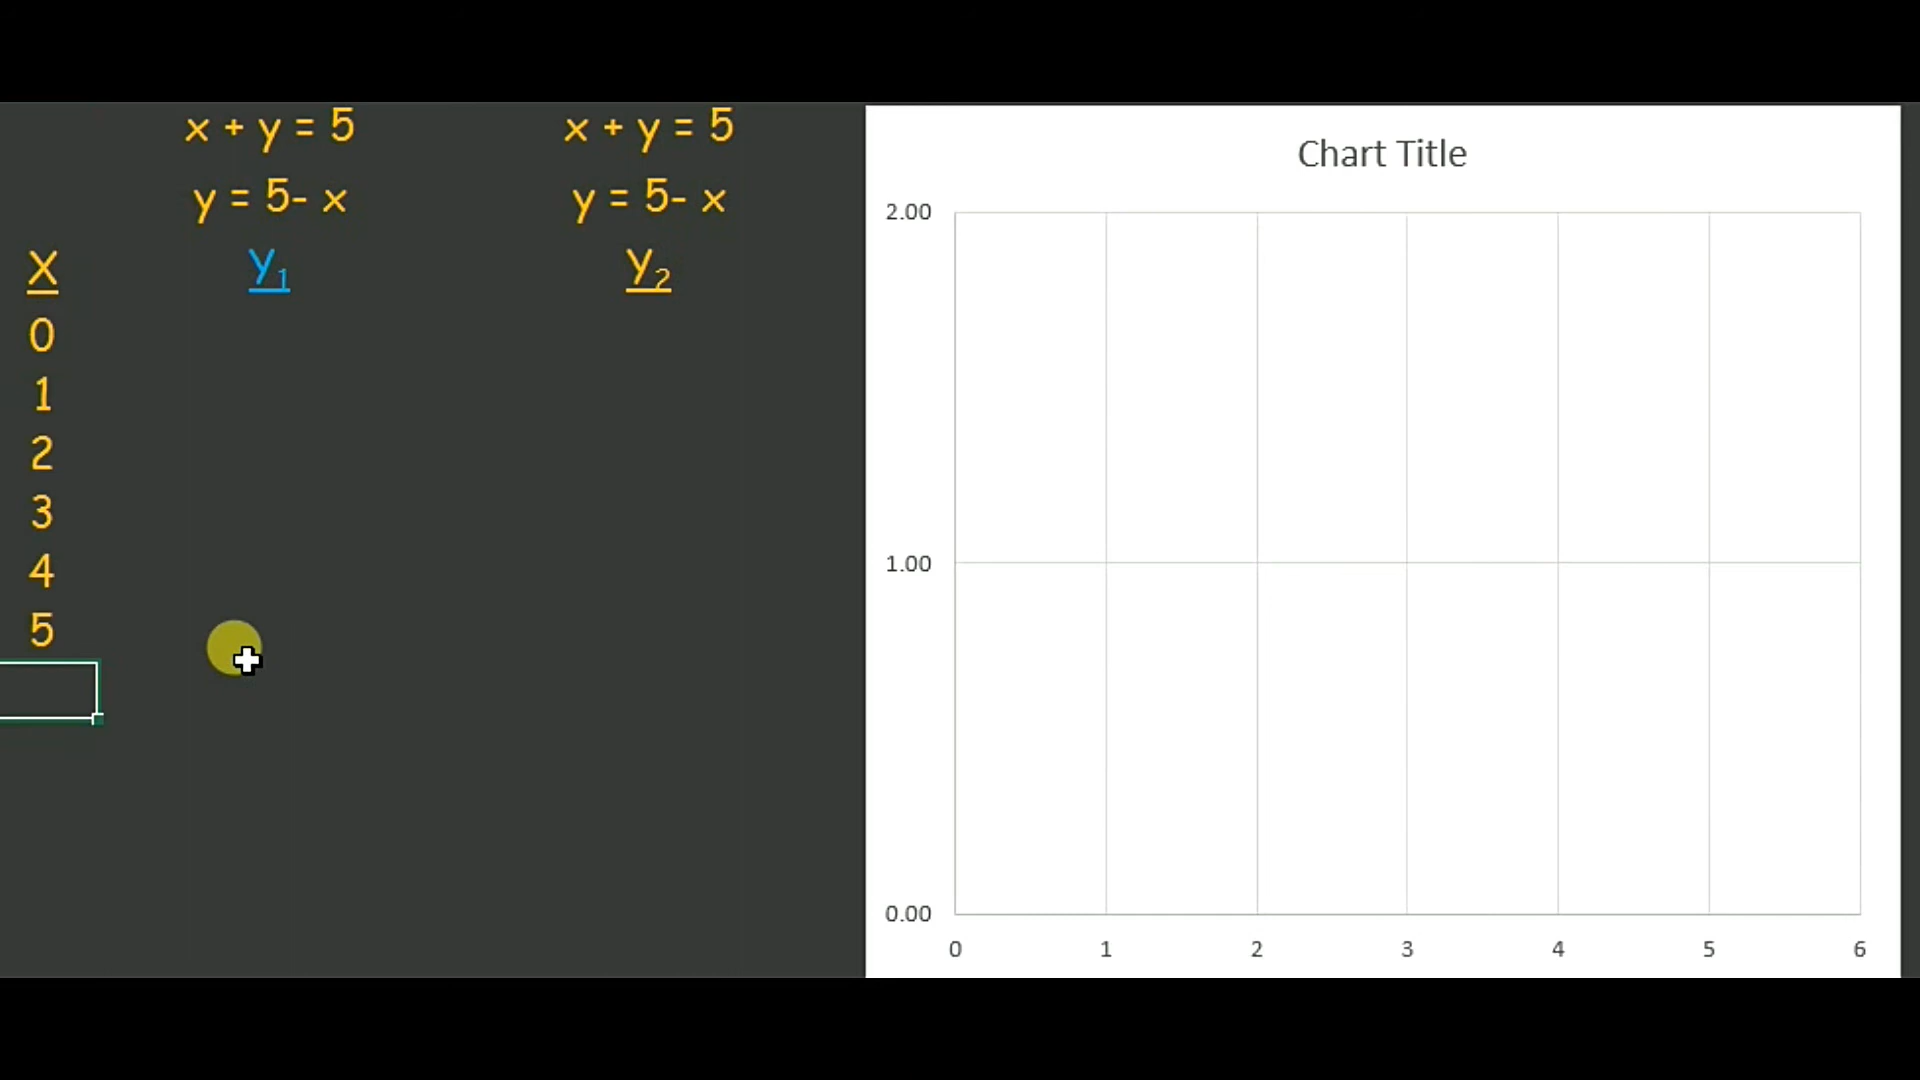 x + y = 5 x + y = 5
y = 5- x y = 5- x
X Y₁ Y₂
0
1
2
3
4
5
Chart Title
2.00
1.00
0.00
0 1 2 3 4 5 6